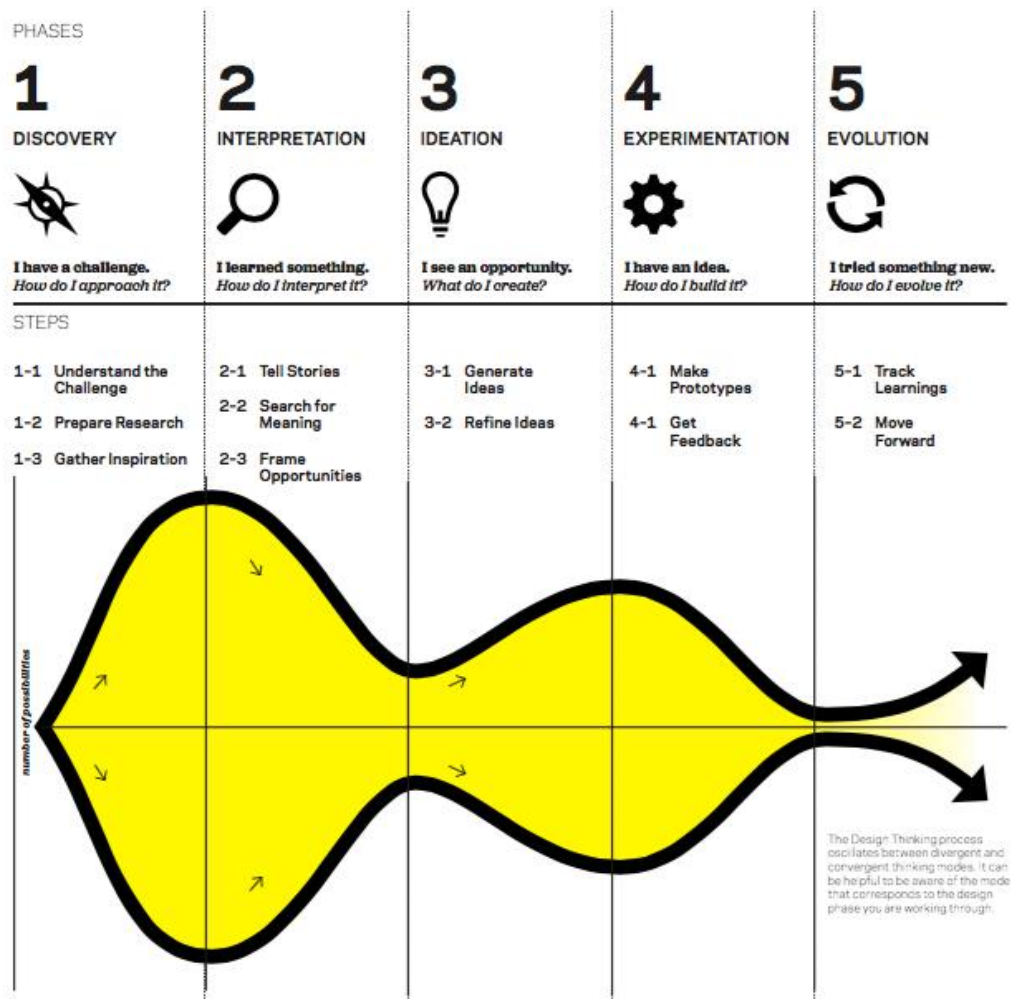 PHASES
1
DISCOVERY
I have a challenge.
How do I approach it?
2
INTERPRETATION
I learned something.
How do I interpret it?
3
IDEATION
I see an opportunity.
What do I create?
4
EXPERIMENTATION
I have an idea.
How do I build it?
5
EVOLUTION
I tried something new.
How do I evolve it?
STEPS
1-1 Understand the
Challenge
1-2 Prepare Research
1-3 Gather Inspiration
2-1 Tell Stories
2-2 Search for
Meaning
2-3 Frame
Opportunities
3-1 Generate
Ideas
3-2 Refine Ideas
4-1 Make
Prototypes
4-1 Get
Feedback
5-1 Track
Learnings
5-2 Move
Forward
number of possibilities
The Design Thinking process
oscillates between divergent and
convergent thinking modes. It can
be helpful to be aware of the mode
that corresponds to the design
phase you are working through.